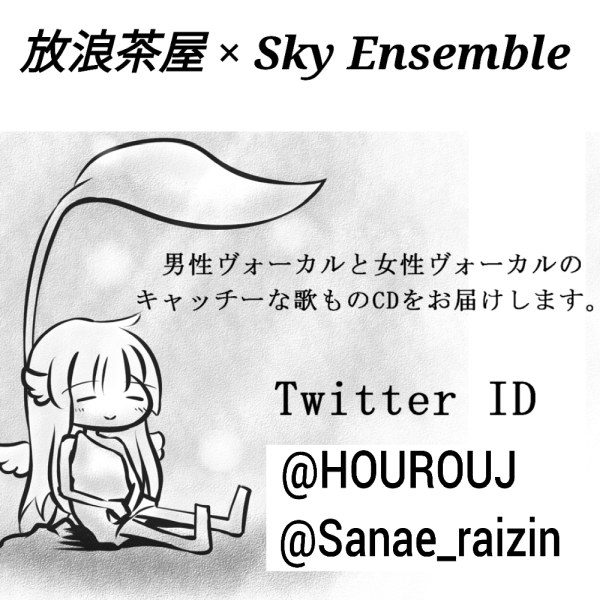 放浪茶屋 × Sky Ensemble
男性ヴォーカルと女性ヴォーカルの
キャッチーな歌ものCDをお届けします。
Twitter ID
@HOUROUJ
@Sanae_raizin